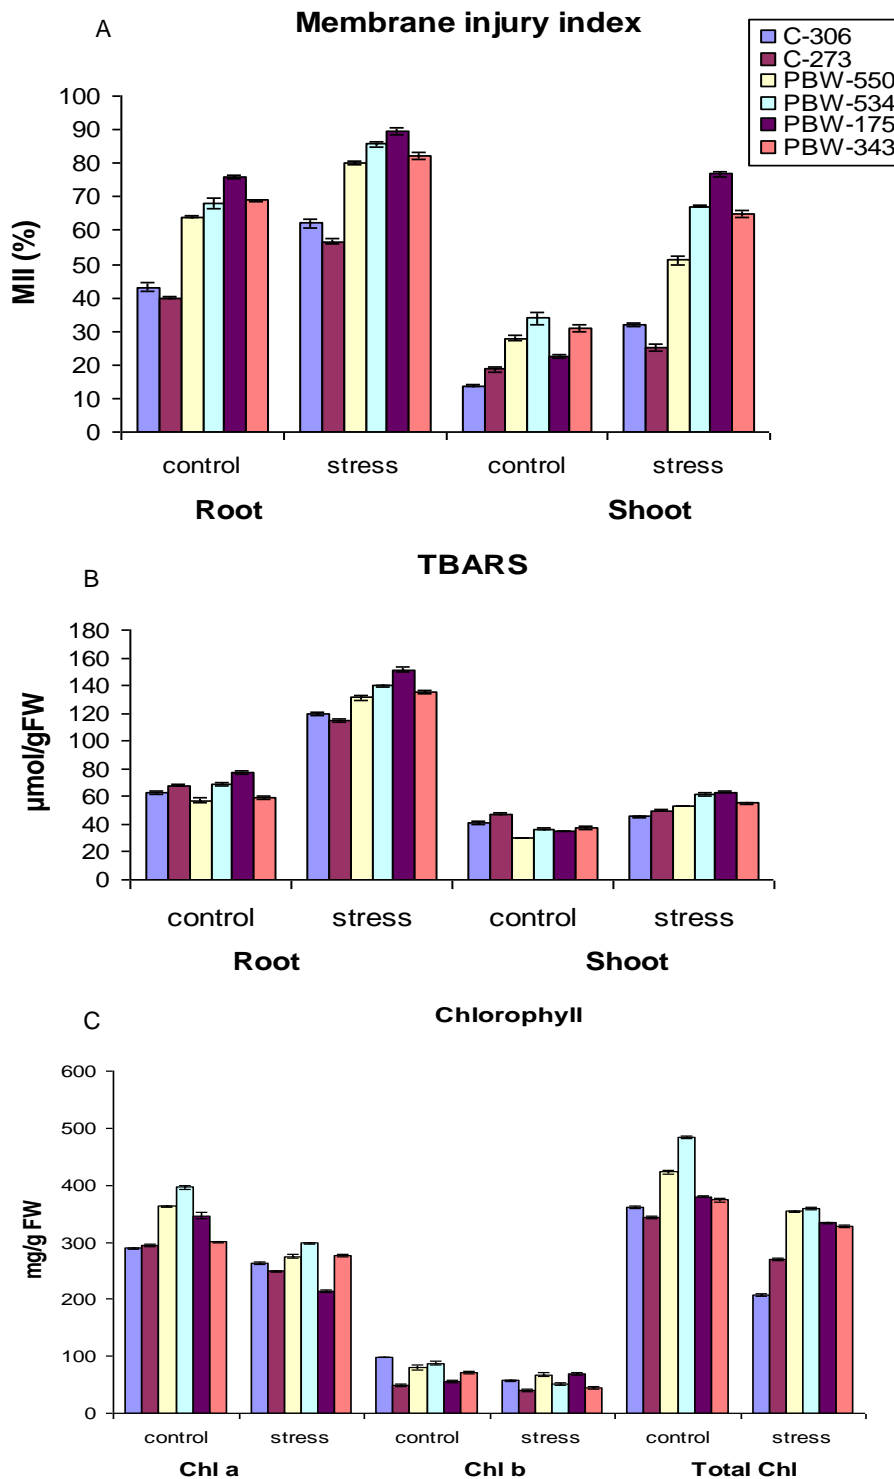 A
Membrane injury index
C-306
C-273
PBW-550
PBW-534
PBW-175
PBW-343
MII (%)
100
90
80
70
60
50
40
30
20
10
0
control stress control stress
Root Shoot
B
TBARS
µmol/gFW
180
160
140
120
100
80
60
40
20
0
control stress control stress
Root Shoot
C
Chlorophyll
mg/g FW
600
500
400
300
200
100
0
control stress control stress control stress
Chl a Chl b Total Chl